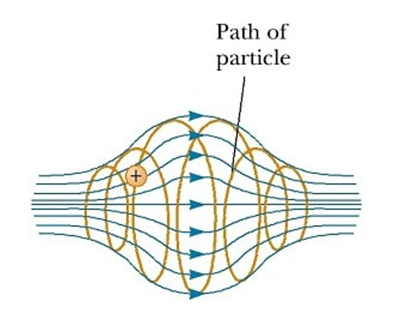 Path of
particle
+